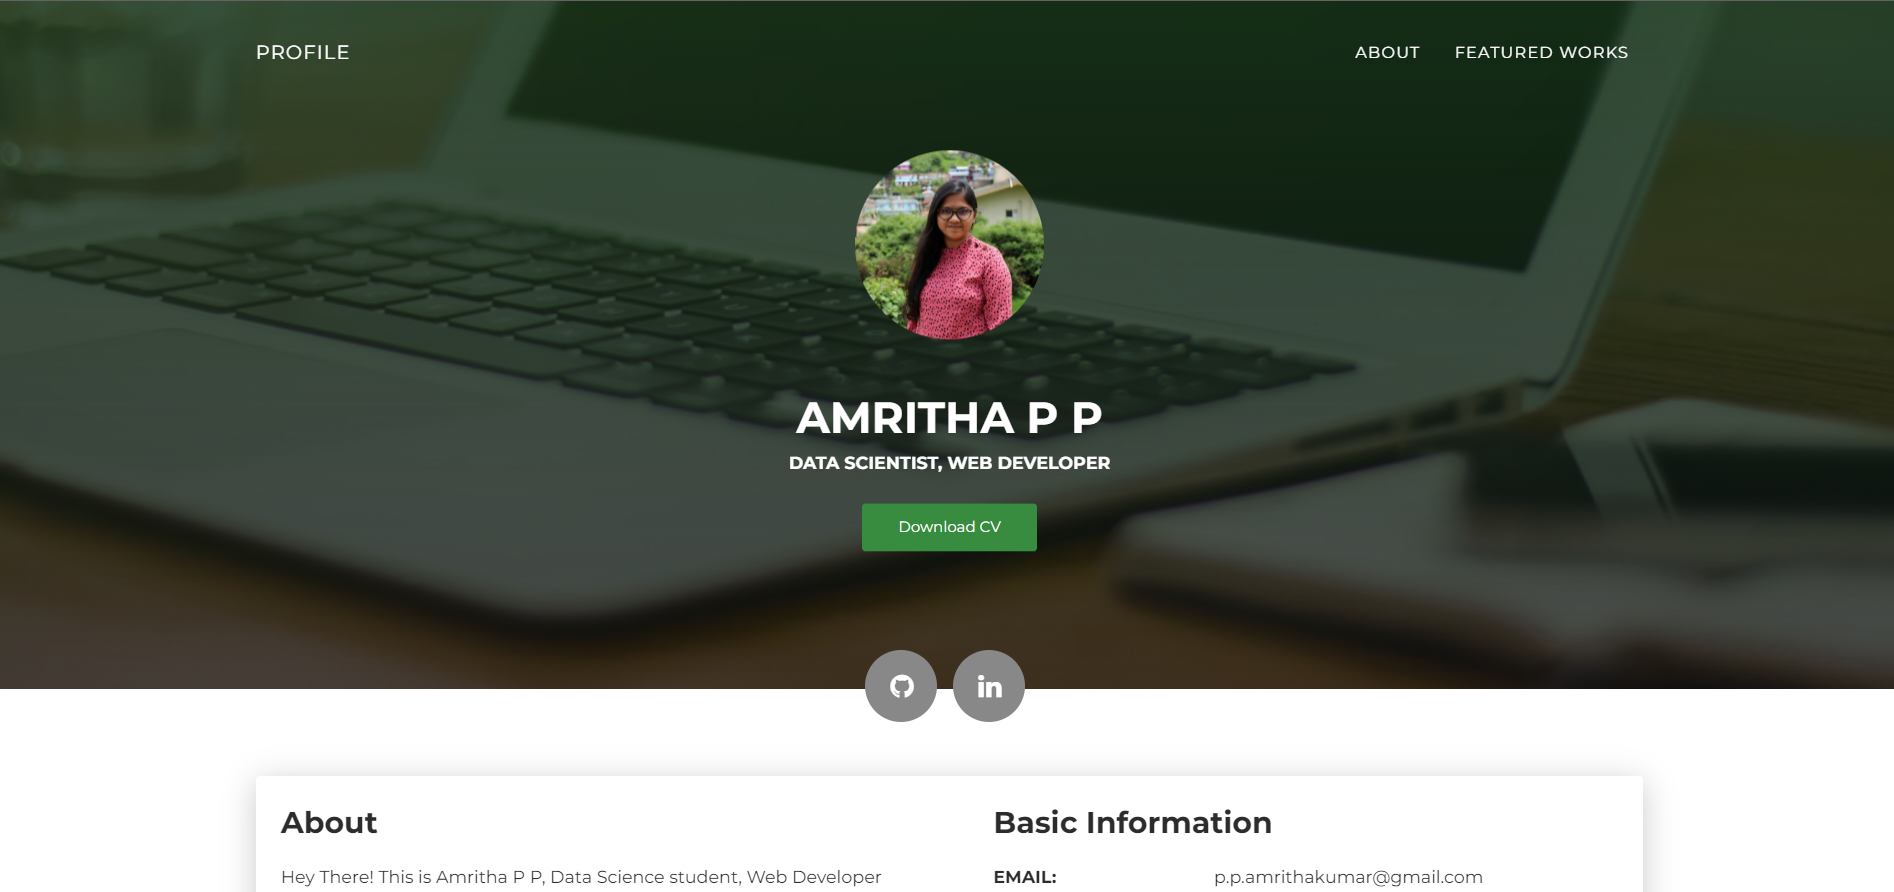 PROFILE
ABOUT
FEATURED WORKS
AMRITHA P P
DATA SCIENTIST, WEB DEVELOPER
Download CV
in
About
Hey There! This is Amritha P P, Data Science student, Web Developer
Basic Information
EMAIL:
p.p.amrithakumar@gmail.com